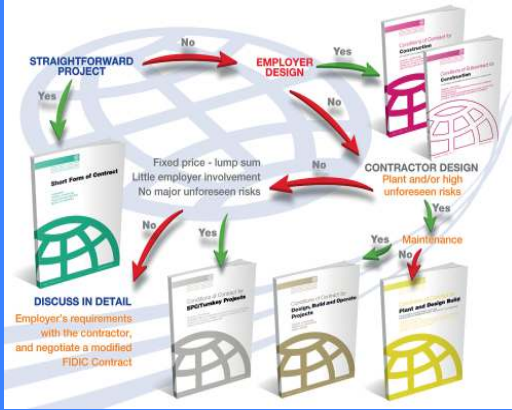 STRAIGHTFORWARD
PROJECT
No
EMPLOYER
DESIGN
Yes
Conditions of Contract for
Construction
Conditions of Subcontract for
Construction
Yes
No
Short Form of Contract
Fixed price - lump sum
Little employer involvement
No major unforeseen risks
No
CONTRACTOR DESIGN
Plant and/or high
unforeseen risks
No
Yes
Yes
Yes
Maintenance
No
DISCUSS IN DETAIL
Employer's requirements
with the contractor,
and negotiate a modified
FIDIC Contract
Conditions of Contract for
EPC/Turnkey Projects
Conditions of Contract for
Design, Build and Operate
Projects
Plant and Design Build